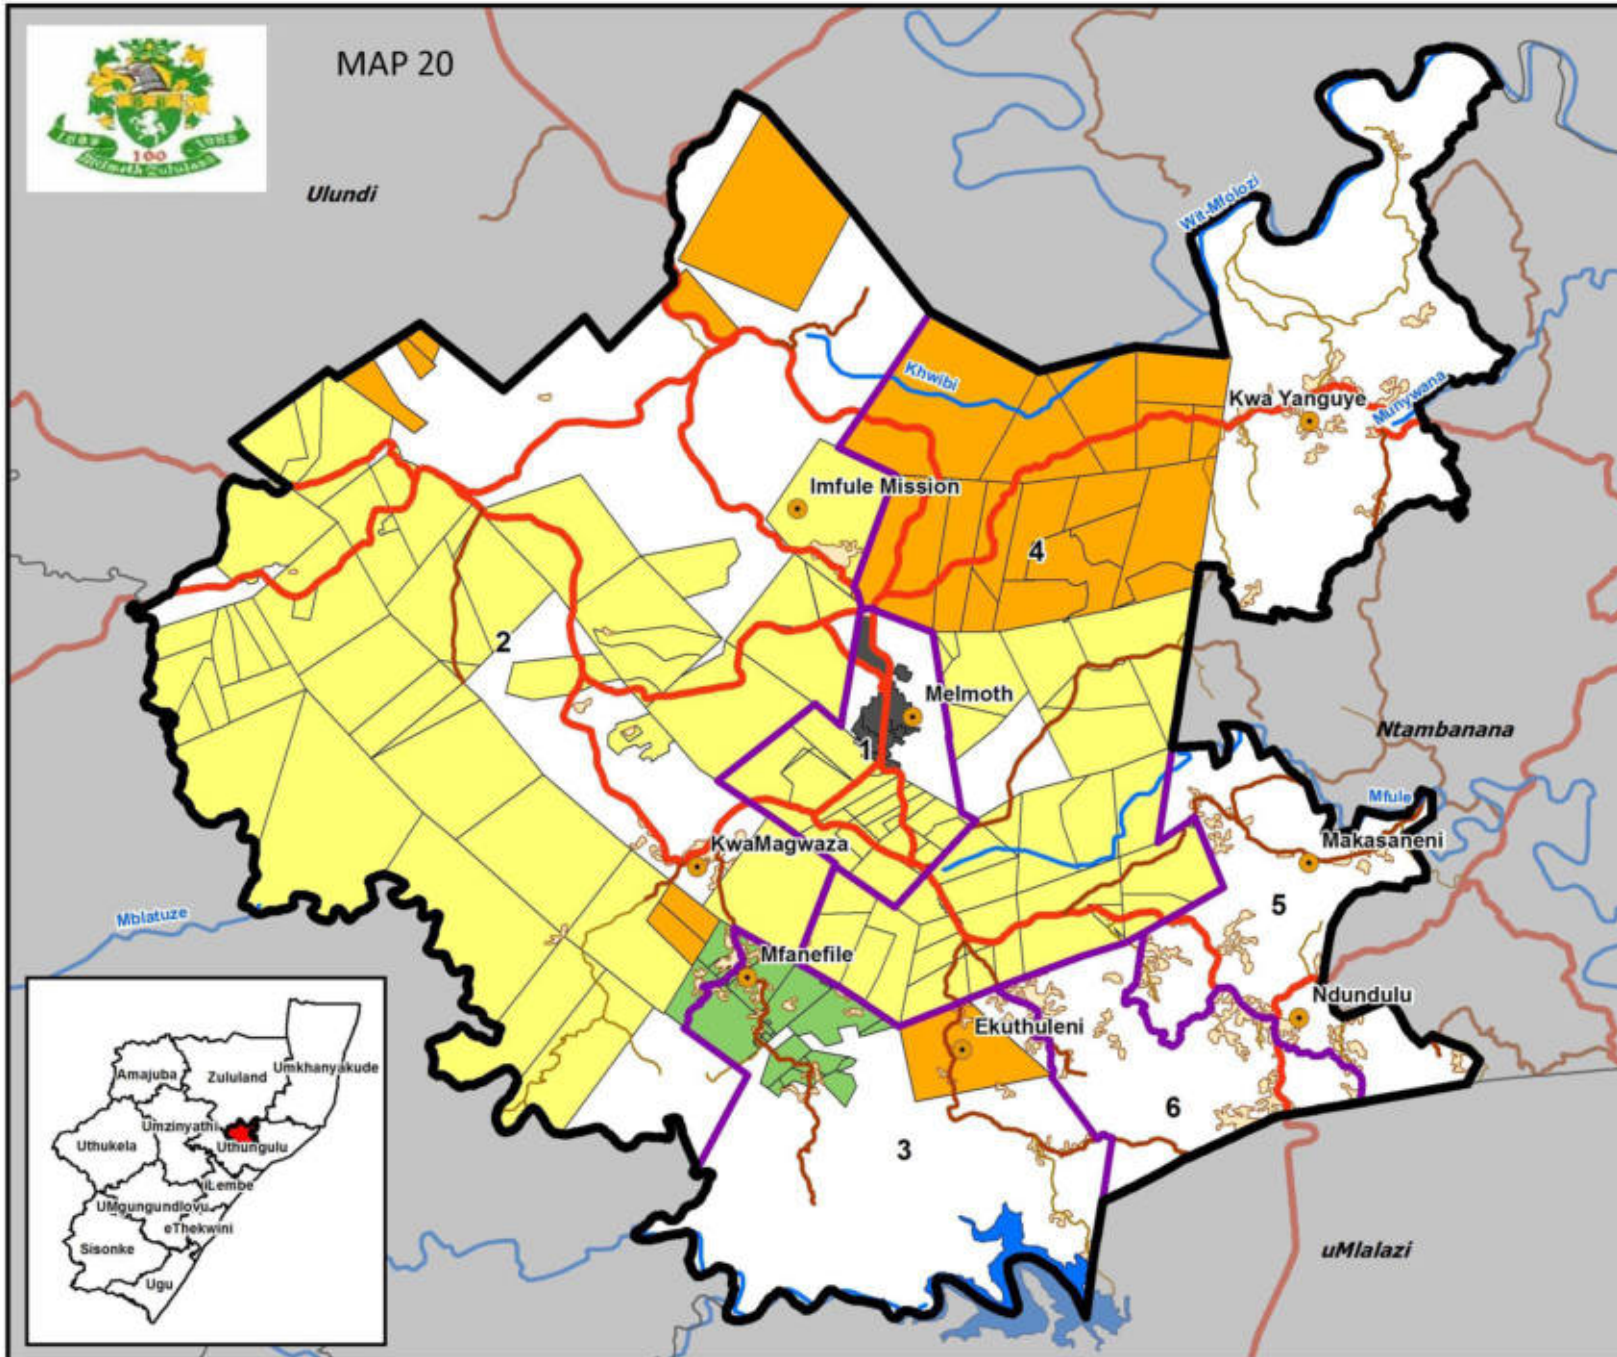 MAP 20
100
Melmoth Zululand
Ulundi
Wit-Mfolozi
Khwibi
Kwa Yanguye
Munywana
Imfule Mission
4
2
Melmoth
Ntambanana
1
Mfule
Makasaneni
KwaMagwaza
5
Mblatuze
Mfanefile
Ndundulu
Ekuthuleni
6
3
uMlalazi
Amajuba
Zululand
Umkhanyakude
Umzinyathi
Uthukela
Uthungulu
iLembe
UMgungundlovu
eThekwini
Sisonke
Ugu